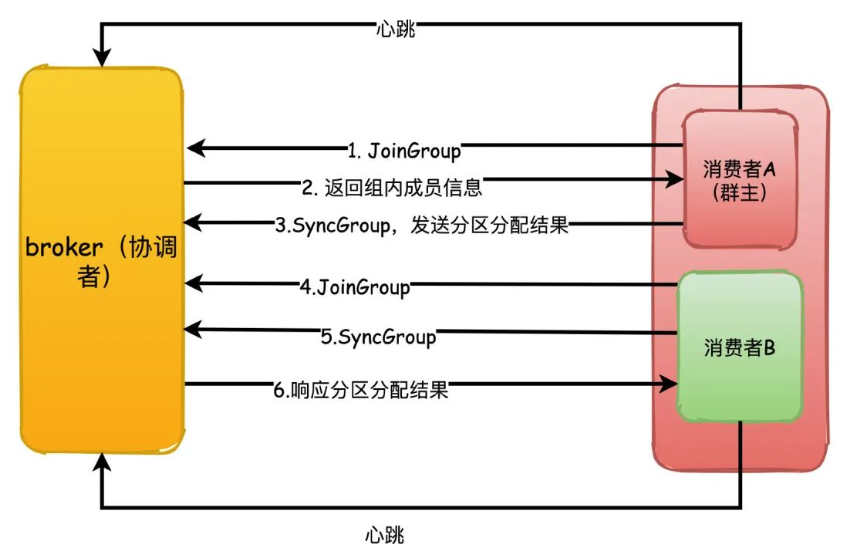 心跳
1. JoinGroup
2. 返回组内成员信息
3.SyncGroup，发送分区分配结果
消费者A
（群主）
broker（协调
者）
4.JoinGroup
5.SyncGroup
消费者B
6.响应分区分配结果
心跳